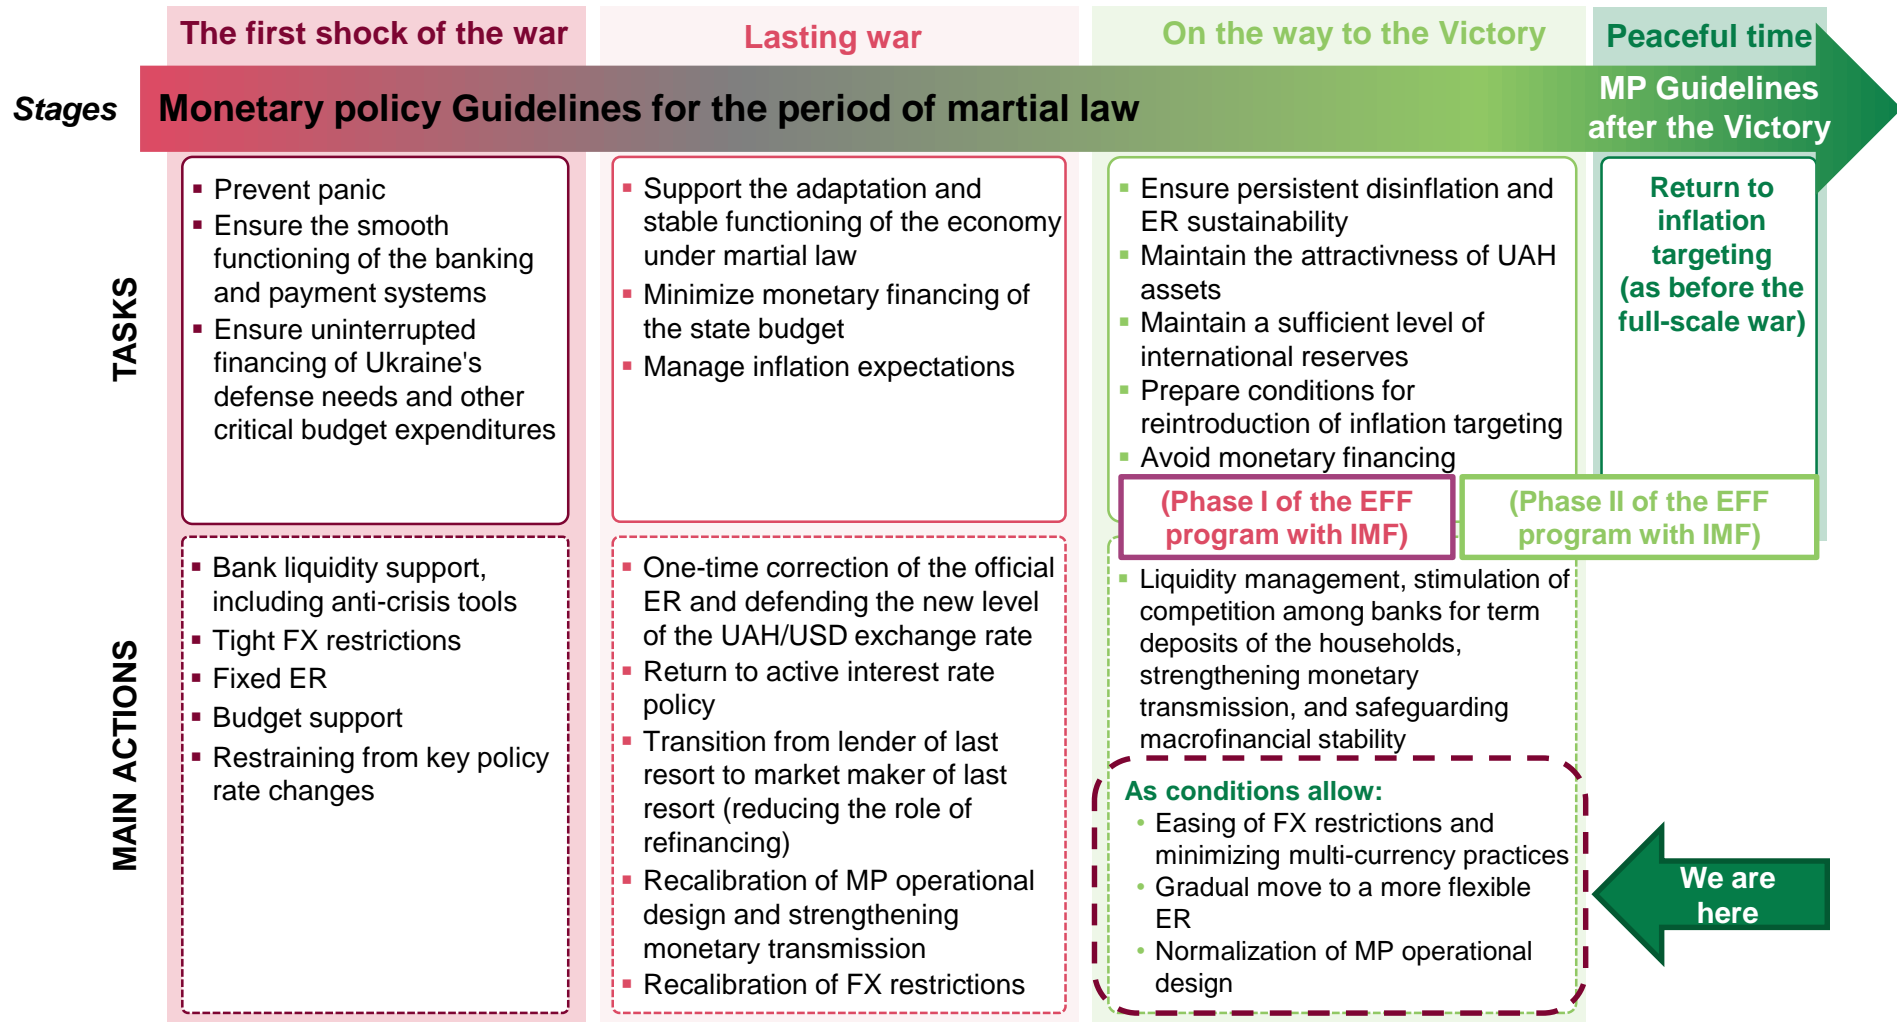 The first shock of the war
Lasting war
On the way to the Victory
Peaceful time
Stages
Monetary policy Guidelines for the period of martial law
MP Guidelines
after the Victory
TASKS
▪ Prevent panic
▪ Ensure the smooth
functioning of the banking
and payment systems
▪ Ensure uninterrupted
financing of Ukraine's
defense needs and other
critical budget expenditures
▪ Support the adaptation and
stable functioning of the economy
under martial law
▪ Minimize monetary financing of
the state budget
▪ Manage inflation expectations
▪ Ensure persistent disinflation and
ER sustainability
▪ Maintain the attractivness of UAH
assets
▪ Maintain a sufficient level of
international reserves
▪ Prepare conditions for
reintroduction of inflation targeting
▪ Avoid monetary financing
Return to
inflation
targeting
(as before the
full-scale war)
(Phase I of the EFF
program with IMF)
(Phase II of the EFF
program with IMF)
MAIN ACTIONS
▪ Bank liquidity support,
including anti-crisis tools
▪ Tight FX restrictions
▪ Fixed ER
▪ Budget support
▪ Restraining from key policy
rate changes
▪ One-time correction of the official
ER and defending the new level
of the UAH/USD exchange rate
▪ Return to active interest rate
policy
▪ Transition from lender of last
resort to market maker of last
resort (reducing the role of
refinancing)
▪ Recalibration of MP operational
design and strengthening
monetary transmission
▪ Recalibration of FX restrictions
▪ Liquidity management, stimulation of
competition among banks for term
deposits of the households,
strengthening monetary
transmission, and safeguarding
macrofinancial stability
As conditions allow:
• Easing of FX restrictions and
minimizing multi-currency practices
• Gradual move to a more flexible
ER
• Normalization of MP operational
design
We are
here